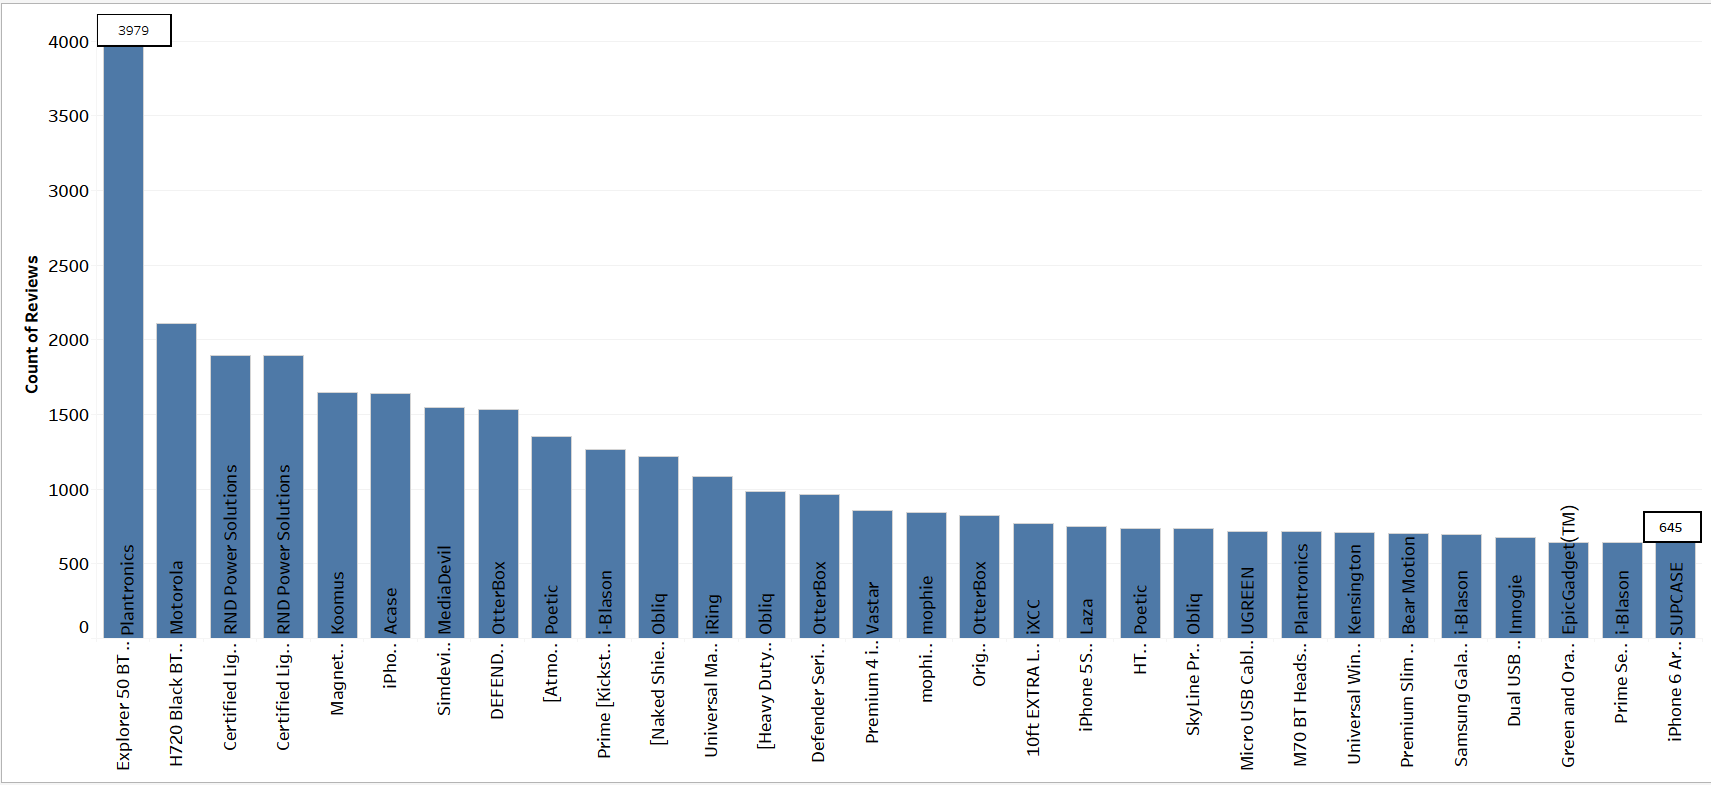 3979
4000
3500
3000
2500
2000
1500
1000
500
0
Count of Reviews
Plantronics
Motorola
RND Power Solutions
RND Power Solutions
Koomus
Acase
MediaDevil
OtterBox
Poetic
i-Blason
Obliq
iRing
Obliq
OtterBox
Vastar
mophie
OtterBox
iXCC
Laza
Poetic
Obliq
UGREEN
Plantronics
Kensington
Bear Motion
i-Blason
Innogie
EpicGadget(TM)
i-Blason
SUPCASE
645
Explorer 50 BT ..
H720 Black BT..
Certified Lig..
Certified Lig..
Magnet..
iPho..
Simdevi..
DEFEND..
[Atmo..
Prime [Kickst..
[Naked Shie..
Universal Ma..
[Heavy Duty..
Defender Seri..
Premium 4 i..
mophi..
Orig..
10ft EXTRA L..
iPhone 5S..
HT..
SkyLine Pr..
Micro USB Cabl..
M70 BT Heads..
Universal Win..
Premium Slim ..
Samsung Gala..
Dual USB ..
Green and Ora..
Prime Se..
iPhone 6 Ar..